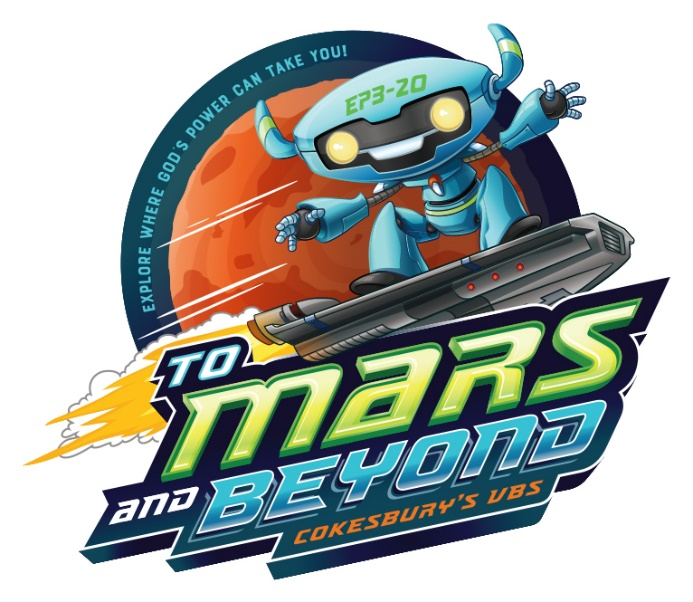 EXPLORE WHERE GOD'S POWER CAN TAKE YOU!
EP3-20
TO
MARS
AND BEYOND
COKESBURY'S VBS